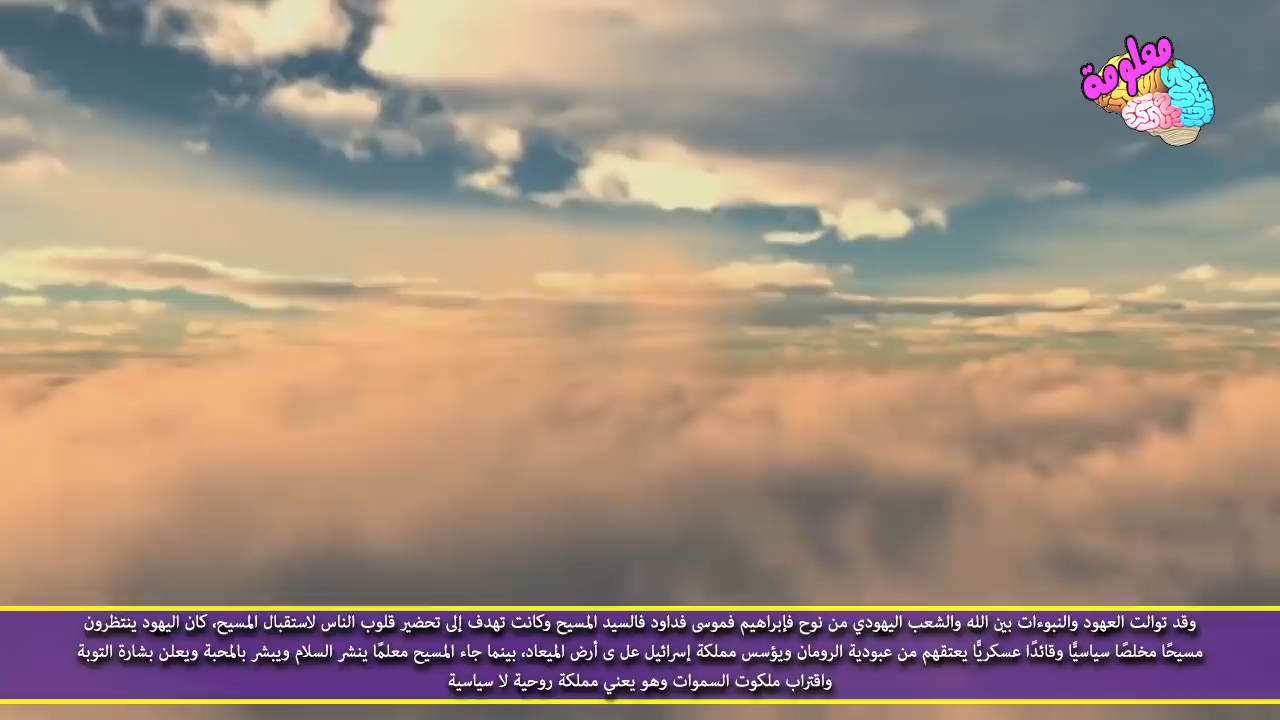 معلومة
وقد توالت العهود والنبوءات بين الله والشعب اليهودي من نوح فإبراهيم فموسى فداود فالسيد المسيح وكانت تهدف إلى تحضير قلوب الناس لاستقبال المسيح، كان اليهود ينتظرون
مسيحًا مخلصًا سياسيًّا وقائدًا عسكريًّا يعتقهم من عبودية الرومان ويؤسس مملكة إسرائيل عل ى أرض الميعاد، بينما جاء المسيح معلمًا ينشر السلام ويبشر بالمحبة ويعلن بشارة التوبة
واقتراب ملكوت السموات وهو يعني مملكة روحية لا سياسية